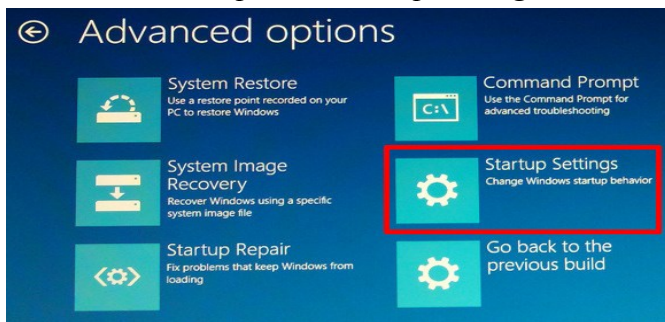 Advanced options
System Restore
Use a restore point recorded on your
PC to restore Windows
Command Prompt
Use the Command Prompt for
advanced troubleshooting
C:\
System Image
Recovery
Recover Windows using a specific
system image file
Startup Settings
Change Windows startup behavior
Startup Repair
Fix problems that keep Windows from
loading
Go back to the
previous build